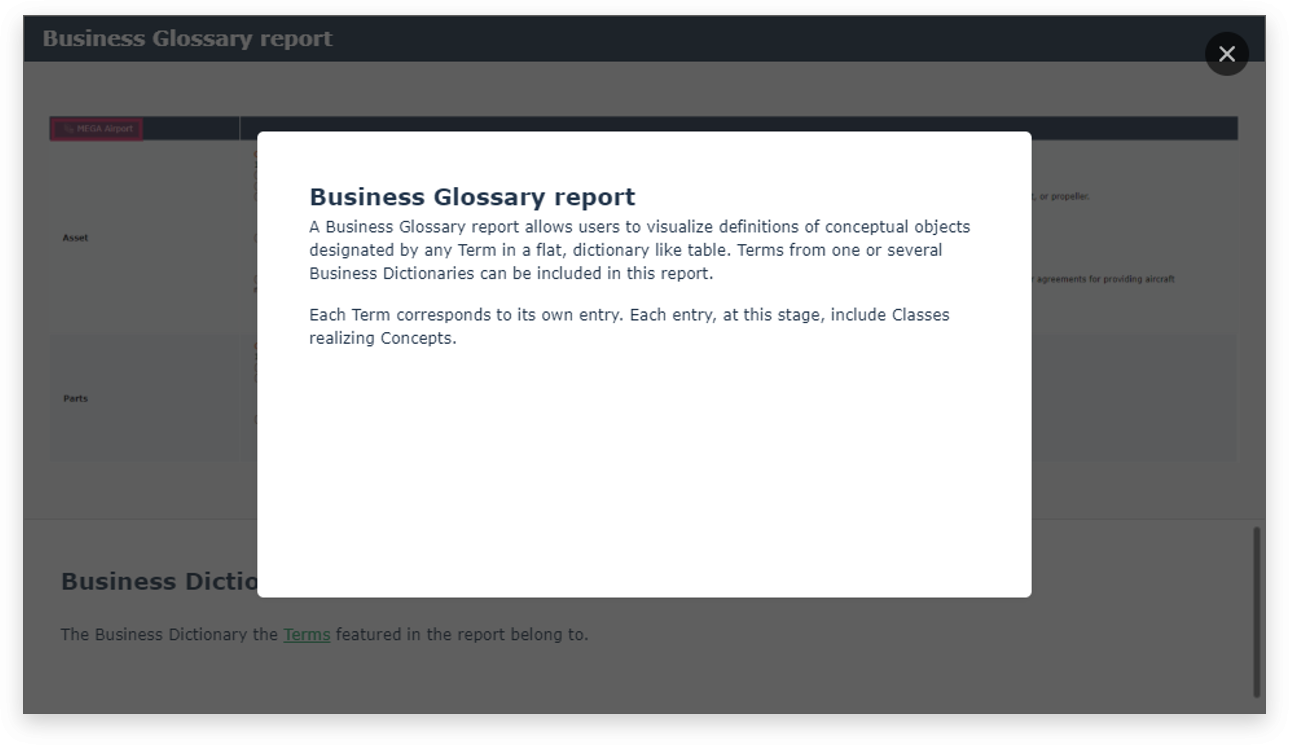 Business Glossary report
MEGA Airport
Business Glossary report
A Business Glossary report allows users to visualize definitions of conceptual objects
designated by any Term in a flat, dictionary like table. Terms from one or several
Business Dictionaries can be included in this report.
Each Term corresponds to its own entry. Each entry, at this stage, include Classes
realizing Concepts.
, or propeller.
Asset
agreements for providing aircraft
Parts
Business Dictio
The Business Dictionary the Terms featured in the report belong to.